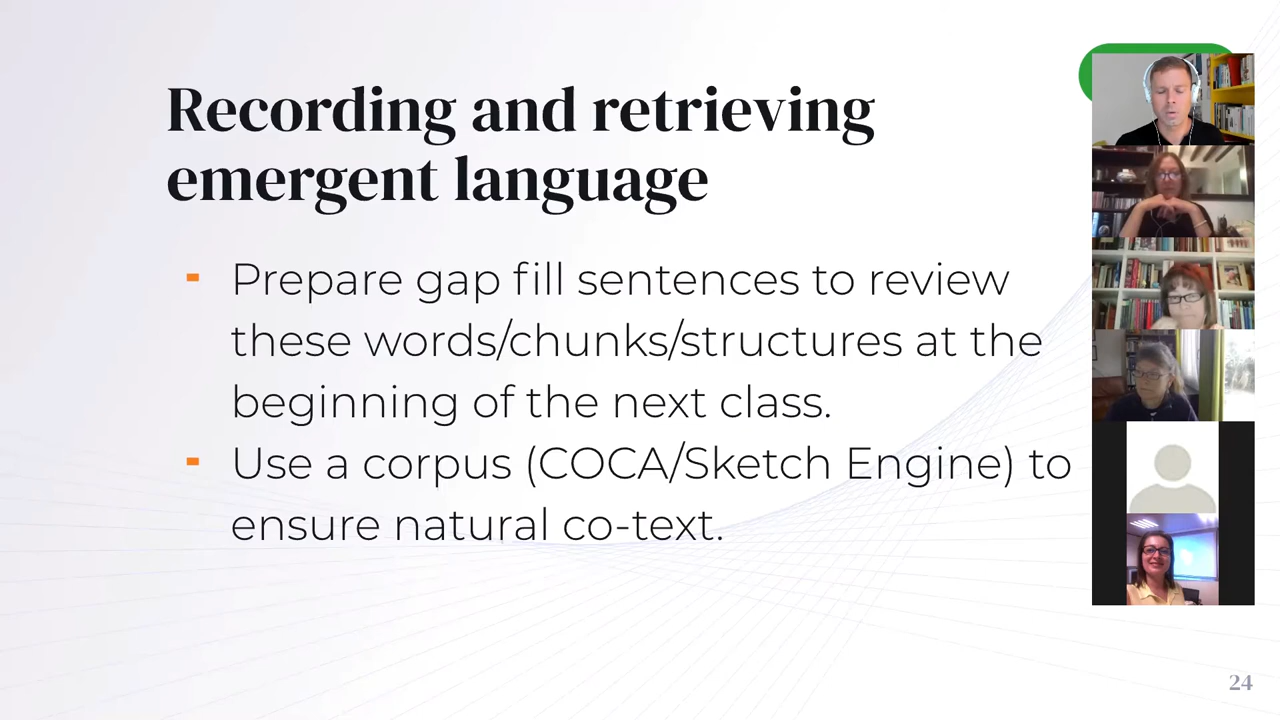 Recording and retrieving
emergent language
Prepare gap fill sentences to review
these words/chunks/structures at the
beginning of the next class.
Use a corpus (COCA/Sketch Engine) to
ensure natural co-text.
24